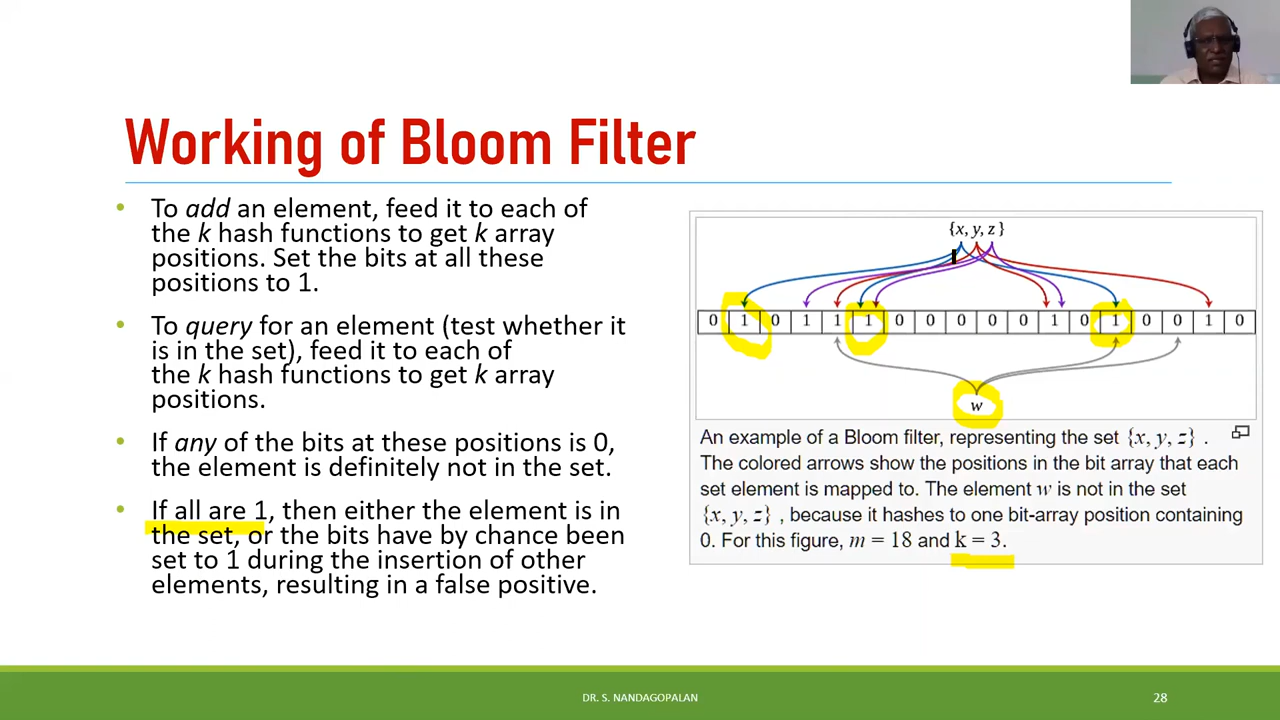 Working of Bloom Filter
• To add an element, feed it to each of
the k hash functions to get k array
positions. Set the bits at all these
positions to 1.
• To query for an element (test whether it
is in the set), feed it to each of
the k hash functions to get k array
positions.
• If any of the bits at these positions is 0,
the element is definitely not in the set.
• If all are 1, then either the element is in
the set, or the bits have by chance been
set to 1 during the insertion of other
elements, resulting in a false positive.
{x, y, z}
0 1 0 1 1 1 0 0 0 0 0 1 0 1 0 0 1 0
w
An example of a Bloom filter, representing the set {x, y, z} .
The colored arrows show the positions in the bit array that each
set element is mapped to. The element w is not in the set
{x, y, z} , because it hashes to one bit-array position containing
0. For this figure, m = 18 and k = 3.
DR. S. NANDAGOPALAN
28